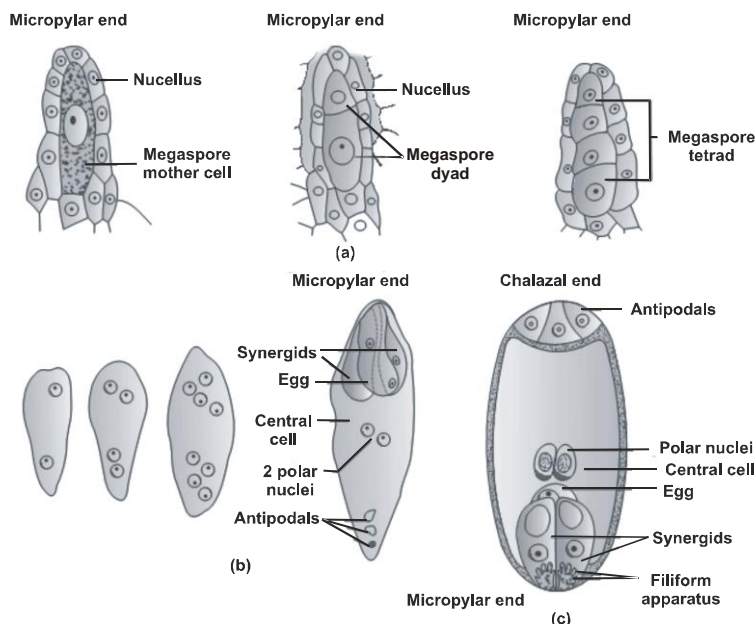 Micropylar end
Micropylar end
Micropylar end
Nucellus
Megaspore
mother cell
Nucellus
Megaspore
dyad
Megaspore
tetrad
(a)
Micropylar end
Chalazal end
Synergids
Egg
Central
cell
2 polar
nuclei
Antipodals
(b)
Antipodals
Polar nuclei
Central cell
Egg
Synergids
Filiform
apparatus
Micropylar end
(c)